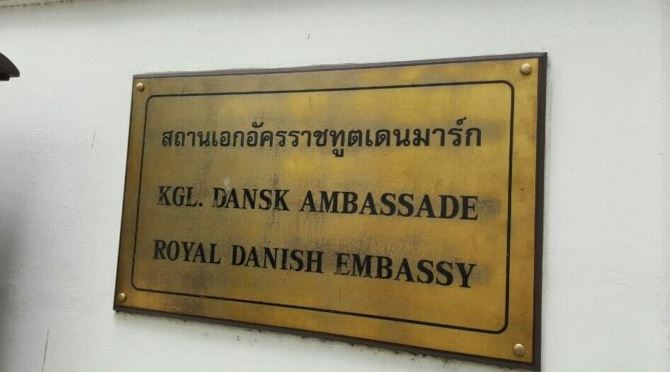 สถานเอกอัครราชทูตเดนมาร์ก
KGL. DANSK AMBASSADE
ROYAL DANISH EMBASSY